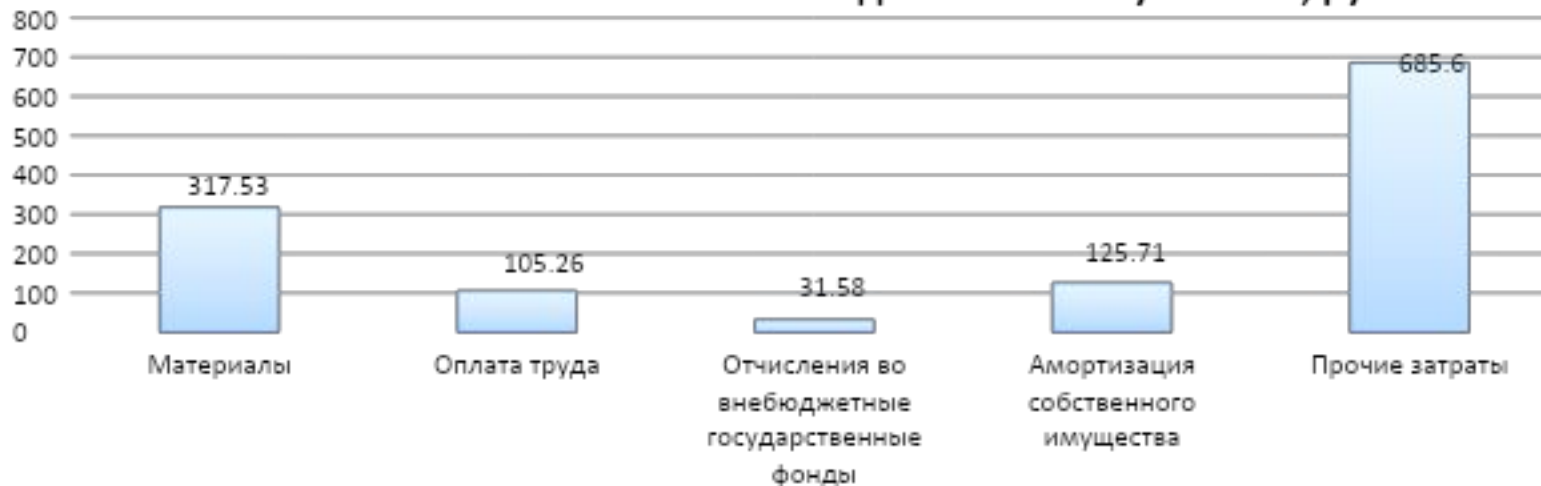 800
700
600
500
400
300
200
100
0
317.53
105.26
31.58
125.71
685.6
Материалы
Оплата труда
Отчисления во
внебюджетные
государственные
фонды
Амортизация
собственного
имущества
Прочие затраты